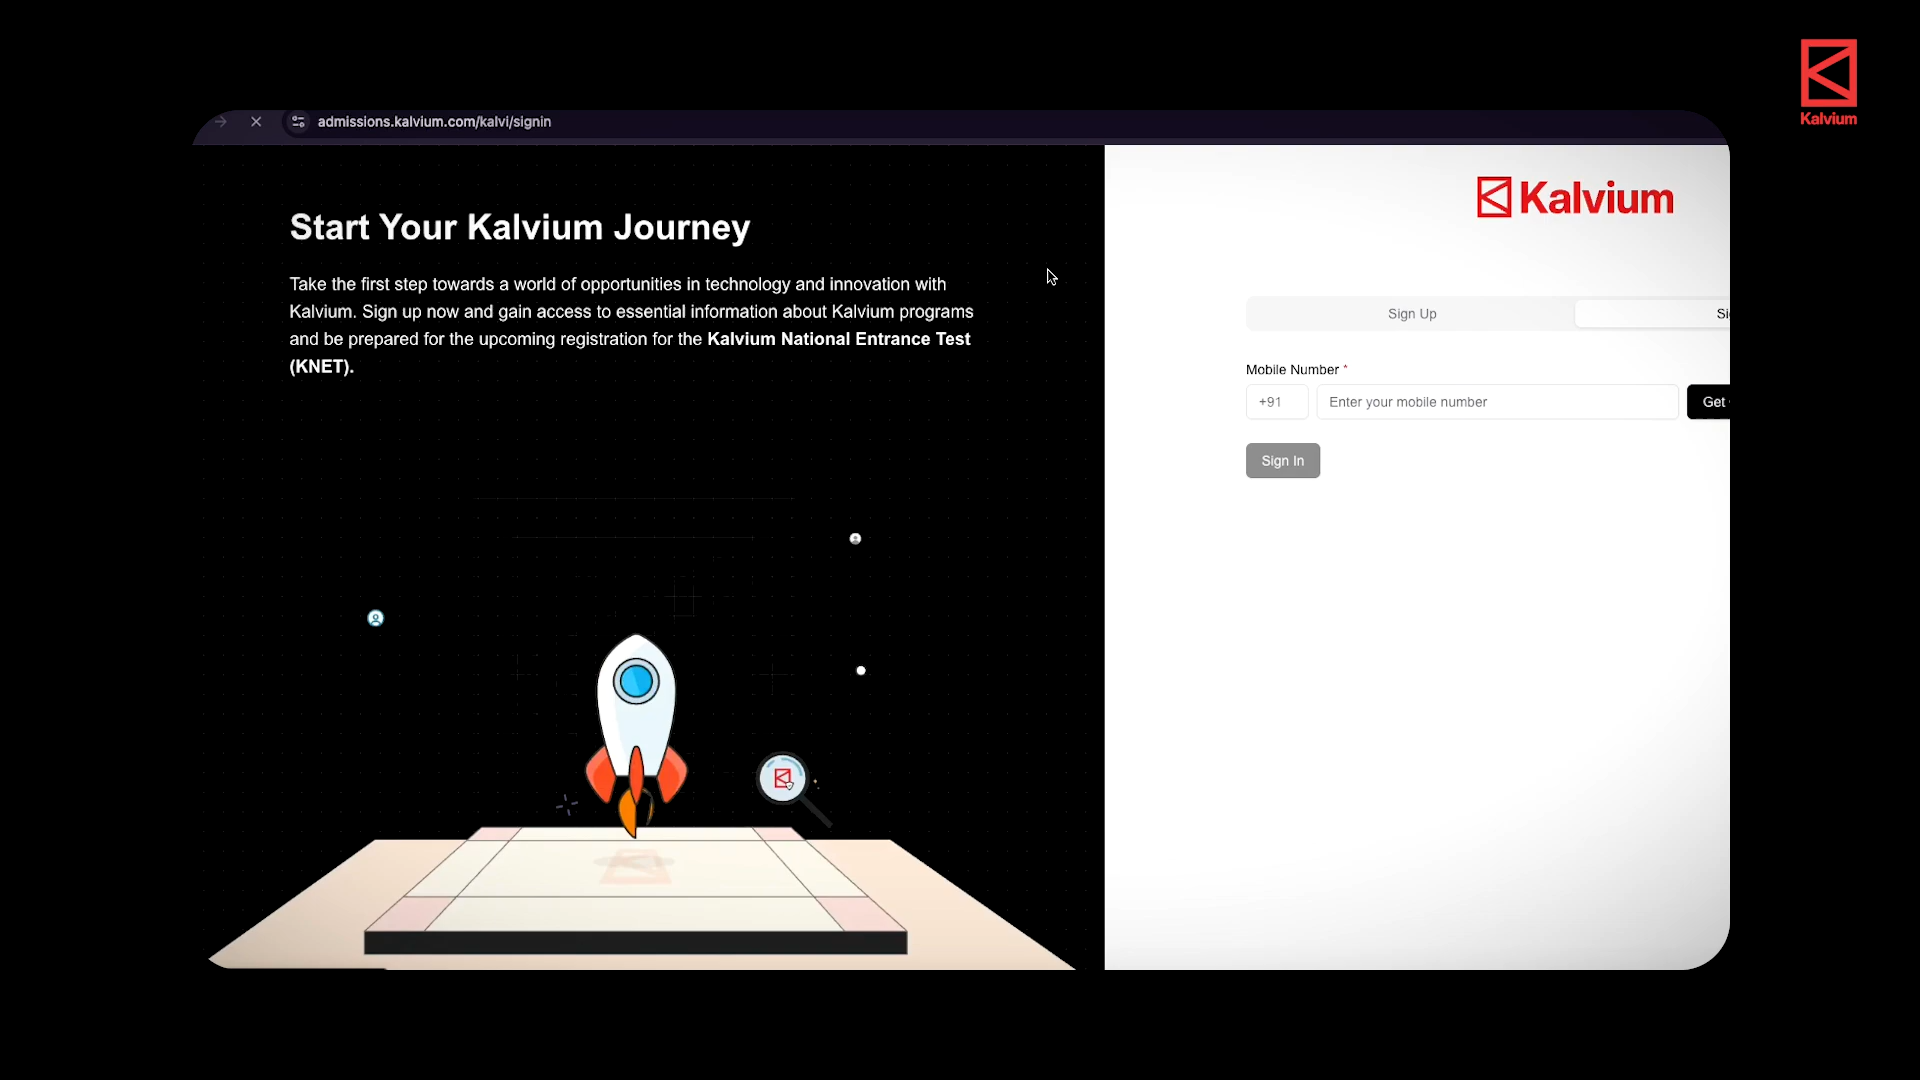 Kalvium
admissions.kalvium.com/kalvi/signin
Start Your Kalvium Journey
Take the first step towards a world of opportunities in technology and innovation with
Kalvium. Sign up now and gain access to essential information about Kalvium programs
and be prepared for the upcoming registration for the Kalvium National Entrance Test
(KNET).
Kalvium
Sign Up
Mobile Number *
+91 Enter your mobile number Get
Sign In